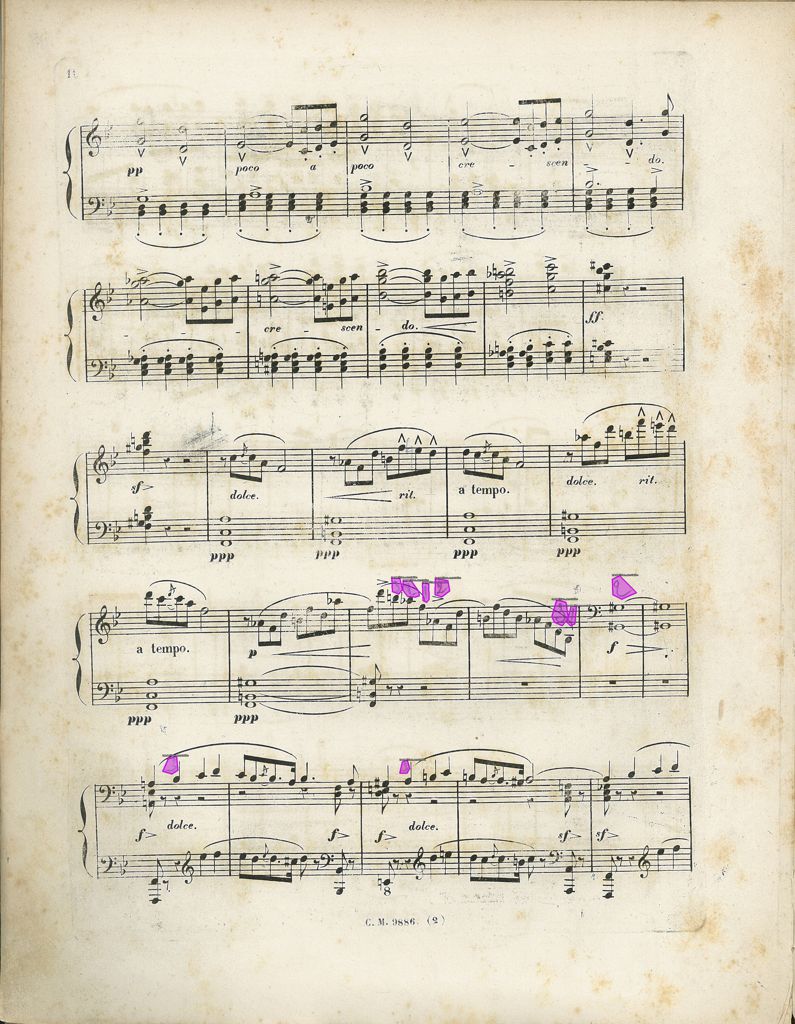 pp poco a poco cre - scen - do.
- cre - scen - do. ff
sf dolce. rit. a tempo. dolce. rit.
ppp ppp ppp ppp
a tempo. p f
ppp ppp
f dolce. f f dolce. sf sf
C. M. 9886. (2)